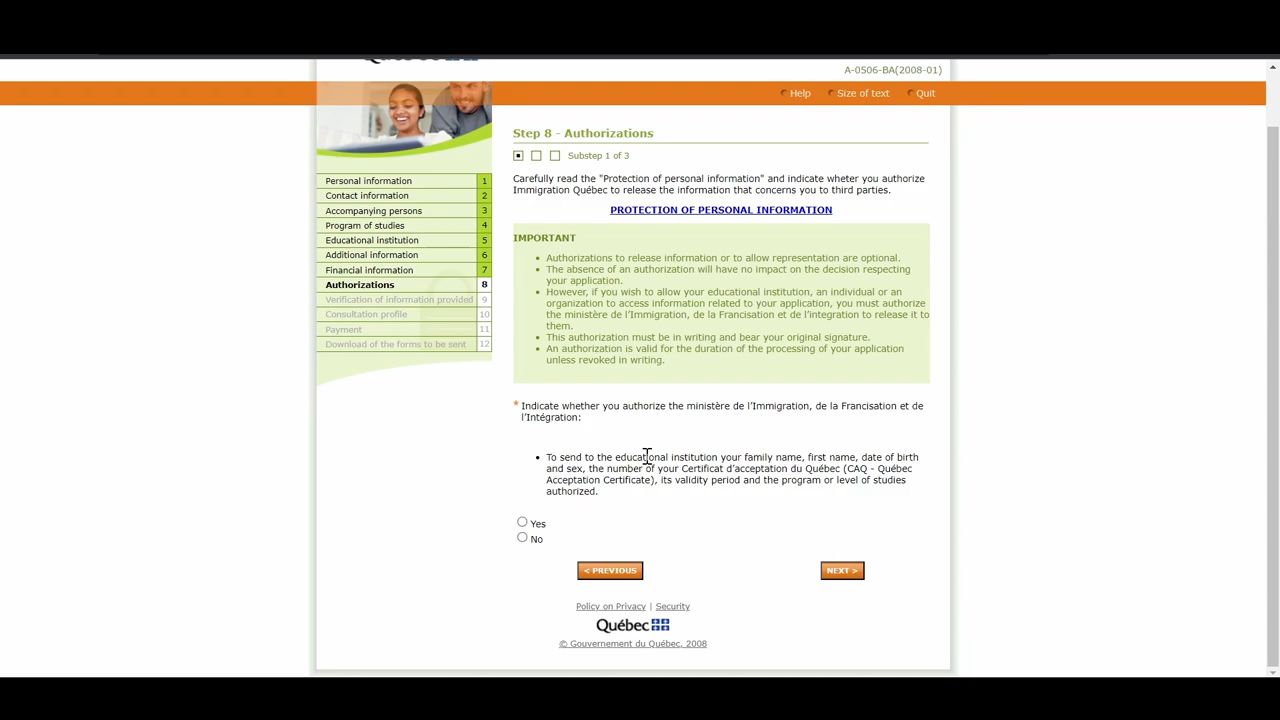 Québec
A-0506-BA(2008-01)
Help Size of text Quit
Step 8 - Authorizations
Substep 1 of 3
Carefully read the "Protection of personal information" and indicate wheter you authorize
Immigration Québec to release the information that concerns you to third parties.
PROTECTION OF PERSONAL INFORMATION
Personal information 1
Contact information 2
Accompanying persons 3
Program of studies 4
Educational institution 5
Additional information 6
Financial information 7
Authorizations 8
Verification of information provided 9
Consultation profile 10
Payment 11
Download of the forms to be sent 12
IMPORTANT
• Authorizations to release information or to allow representation are optional.
• The absence of an authorization will have no impact on the decision respecting
your application.
• However, if you wish to allow your educational institution, an individual or an
organization to access information related to your application, you must authorize
the ministère de l'Immigration, de la Francisation et de l'integration to release it to
them.
• This authorization must be in writing and bear your original signature.
• An authorization is valid for the duration of the processing of your application
unless revoked in writing.
* Indicate whether you authorize the ministère de l'Immigration, de la Francisation et de
l'Intégration:
• To send to the educational institution your family name, first name, date of birth
and sex, the number of your Certificat d'acceptation du Québec (CAQ - Québec
Acceptation Certificate), its validity period and the program or level of studies
authorized.
Yes
No
< PREVIOUS NEXT >
Policy on Privacy | Security
Québec
© Gouvernement du Québec, 2008